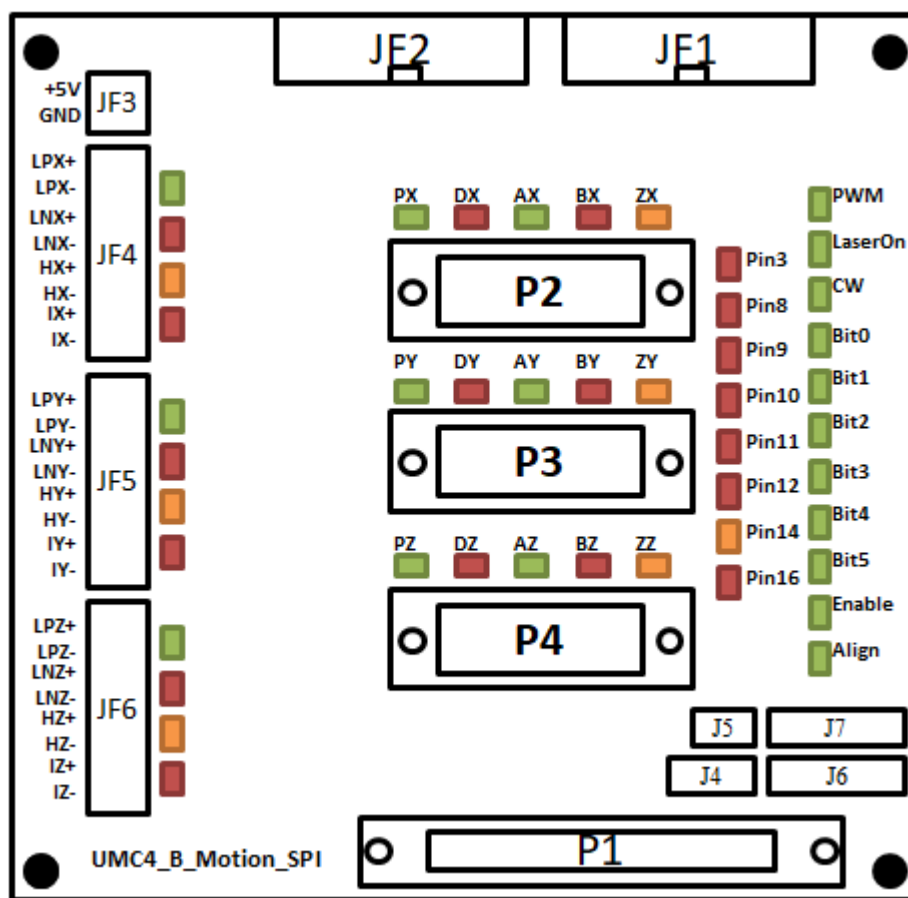 JF2
JF1
+5V
GND
JF3
LPX+
LPX-
LNX+
LNX-
HX+
HX-
IX+
IX-
JF4
PX DX AX BX ZX
P2
PY DY AY BY ZY
P3
PZ DZ AZ BZ ZZ
P4
LPY+
LPY-
LNY+
LNY-
HY+
HY-
IY+
IY-
JF5
LPZ+
LPZ-
LNZ+
LNZ-
HZ+
HZ-
IZ+
IZ-
JF6
Pin3
Pin8
Pin9
Pin10
Pin11
Pin12
Pin14
Pin16
PWM
LaserOn
CW
Bit0
Bit1
Bit2
Bit3
Bit4
Bit5
Enable
Align
J5 J7
J4 J6
UMC4_B_Motion_SPI
P1